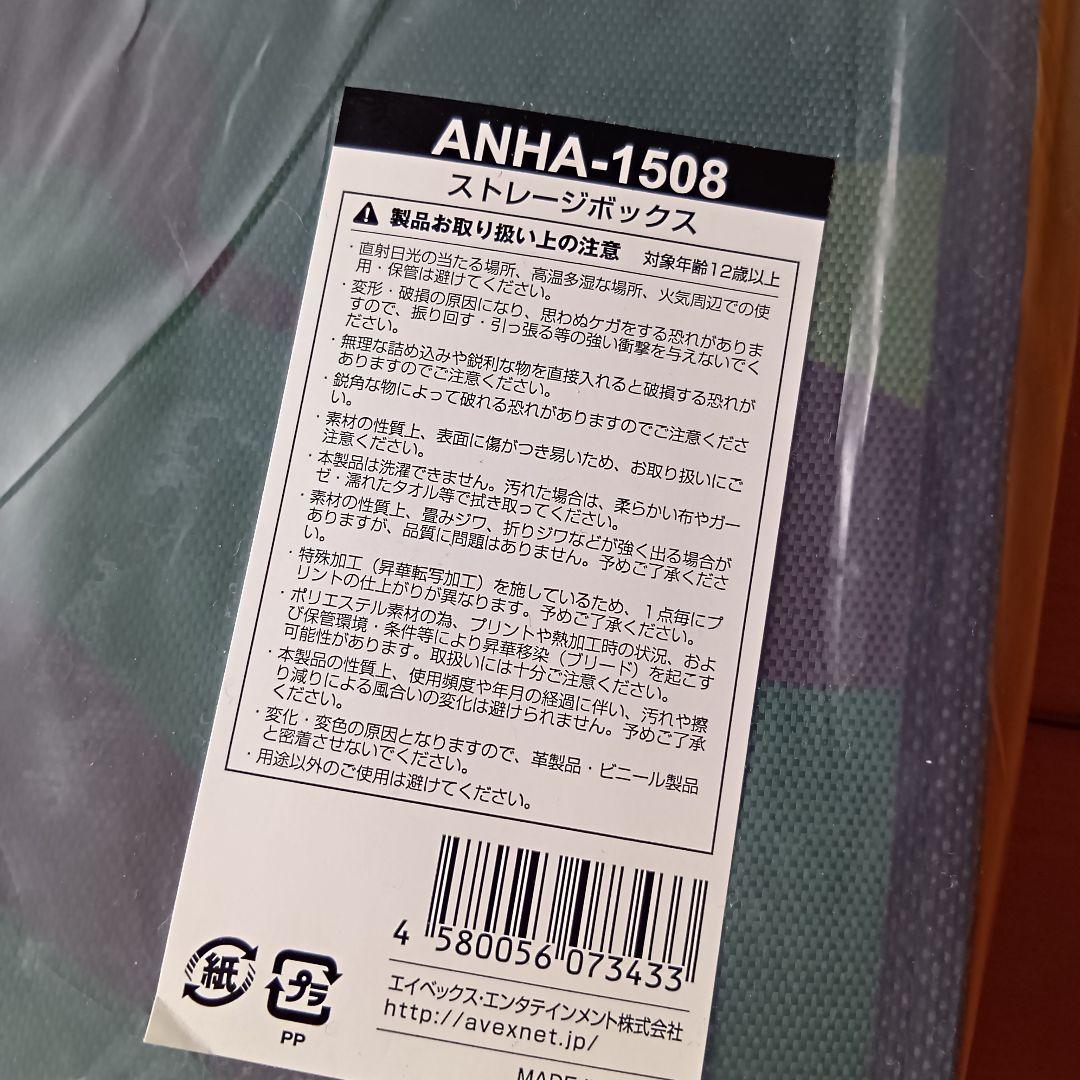 ANHA-1508
ストレージボックス
製品お取り扱い上の注意 対象年齢12歳以上
・直射日光の当たる場所、高温多湿な場所、火気周辺での使
用・保管は避けてください。
・変形・破損の原因になり、思わぬケガをする恐れがありま
すので、振り回す・引っ張る等の強い衝撃を与えないでく
ださい。
・無理な詰め込みや鋭利な物を直接入れると破損する恐れが
ありますのでご注意ください。
・鋭角な物によって破れる恐れがありますのでご注意くださ
い。
・素材の性質上、表面に傷がつき易いため、お取り扱いにご
注意ください。
・本製品は洗濯できません。汚れた場合は、柔らかい布やガー
ゼ・濡れたタオル等で拭き取ってください。
・素材の性質上、畳みジワ、折りジワなどが強く出る場合が
ありますが、品質に問題はありません。予めご了承くださ
い。
・特殊加工（昇華転写加工）を施しているため、1点毎にプ
リントの仕上がりが異なります。予めご了承ください。
・ポリエステル素材の為、プリントや熱加工時の状況、およ
び保管環境・条件等により昇華移染（ブリード）を起こす
可能性があります。取扱いには十分ご注意ください。
・本製品の性質上、使用頻度や年月の経過に伴い、汚れや擦
り減りによる風合いの変化は避けられません。予めご了承
ください。
・変化・変色の原因となりますので、革製品・ビニール製品
と密着させないでください。
・用途以外のご使用は避けてください。
4 580056 073433
紙
プラ
PP
エイベックス・エンタテインメント株式会社
http://avexnet.jp/
MADE